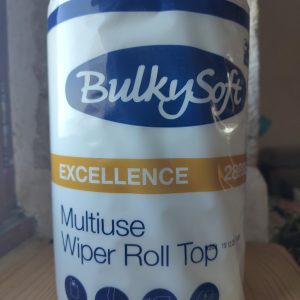 BulkySoft
EXCELLENCE
Multiuse
Wiper Roll Top